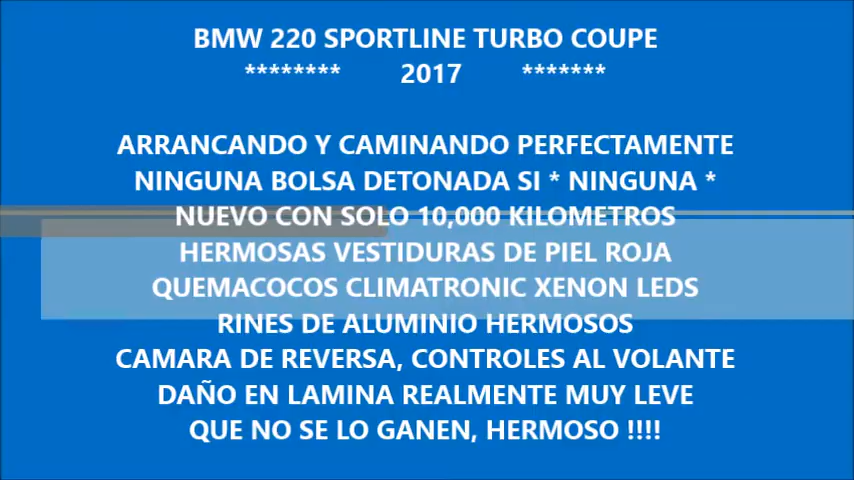 BMW 220 SPORTLINE TURBO COUPE
******** 2017 *******
ARRANCANDO Y CAMINANDO PERFECTAMENTE
NINGUNA BOLSA DETONADA SI * NINGUNA *
NUEVO CON SOLO 10,000 KILOMETROS
HERMOSAS VESTIDURAS DE PIEL ROJA
QUEMACOCOS CLIMATRONIC XENON LEDS
RINES DE ALUMINIO HERMOSOS
CAMARA DE REVERSA, CONTROLES AL VOLANTE
DAÑO EN LAMINA REALMENTE MUY LEVE
QUE NO SE LO GANEN, HERMOSO !!!!